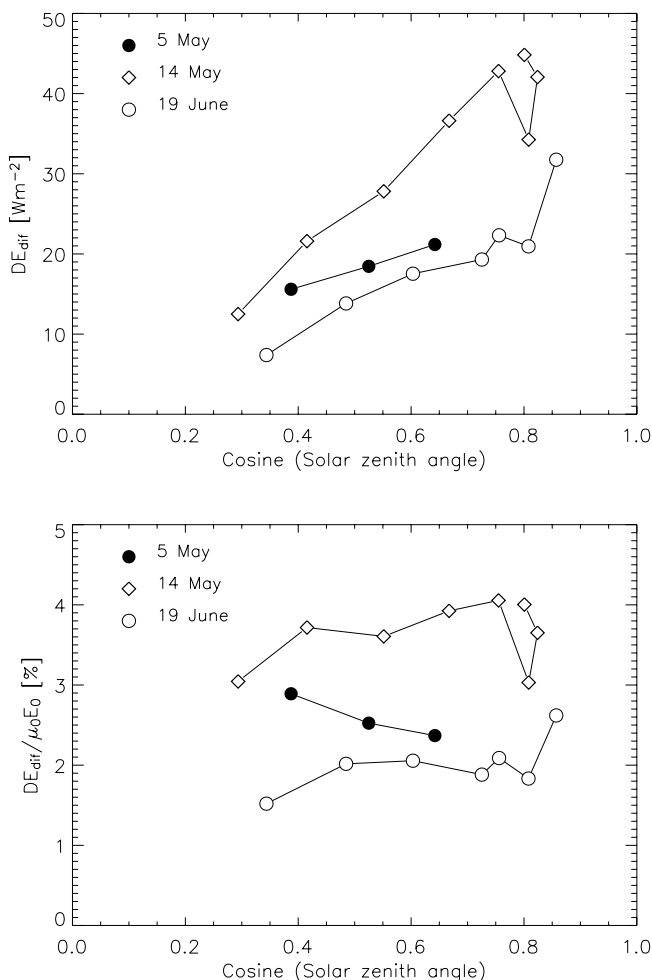 50
40
30
20
10
0
DEdif [Wm−2]
5 May
14 May
19 June
0.0 0.2 0.4 0.6 0.8 1.0
Cosine (Solar zenith angle)
5
4
3
2
1
0
DEdif/μ0E0 [%]
5 May
14 May
19 June
0.0 0.2 0.4 0.6 0.8 1.0
Cosine (Solar zenith angle)